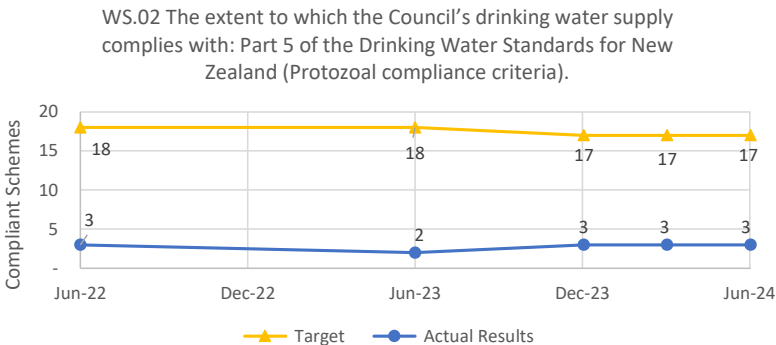 WS.02 The extent to which the Council’s drinking water supply
complies with: Part 5 of the Drinking Water Standards for New
Zealand (Protozoal compliance criteria).
Compliant Schemes
20
15
10
5
-
18
18
17
17
17
3
2
3
3
3
Jun-22
Dec-22
Jun-23
Dec-23
Jun-24
Target
Actual Results